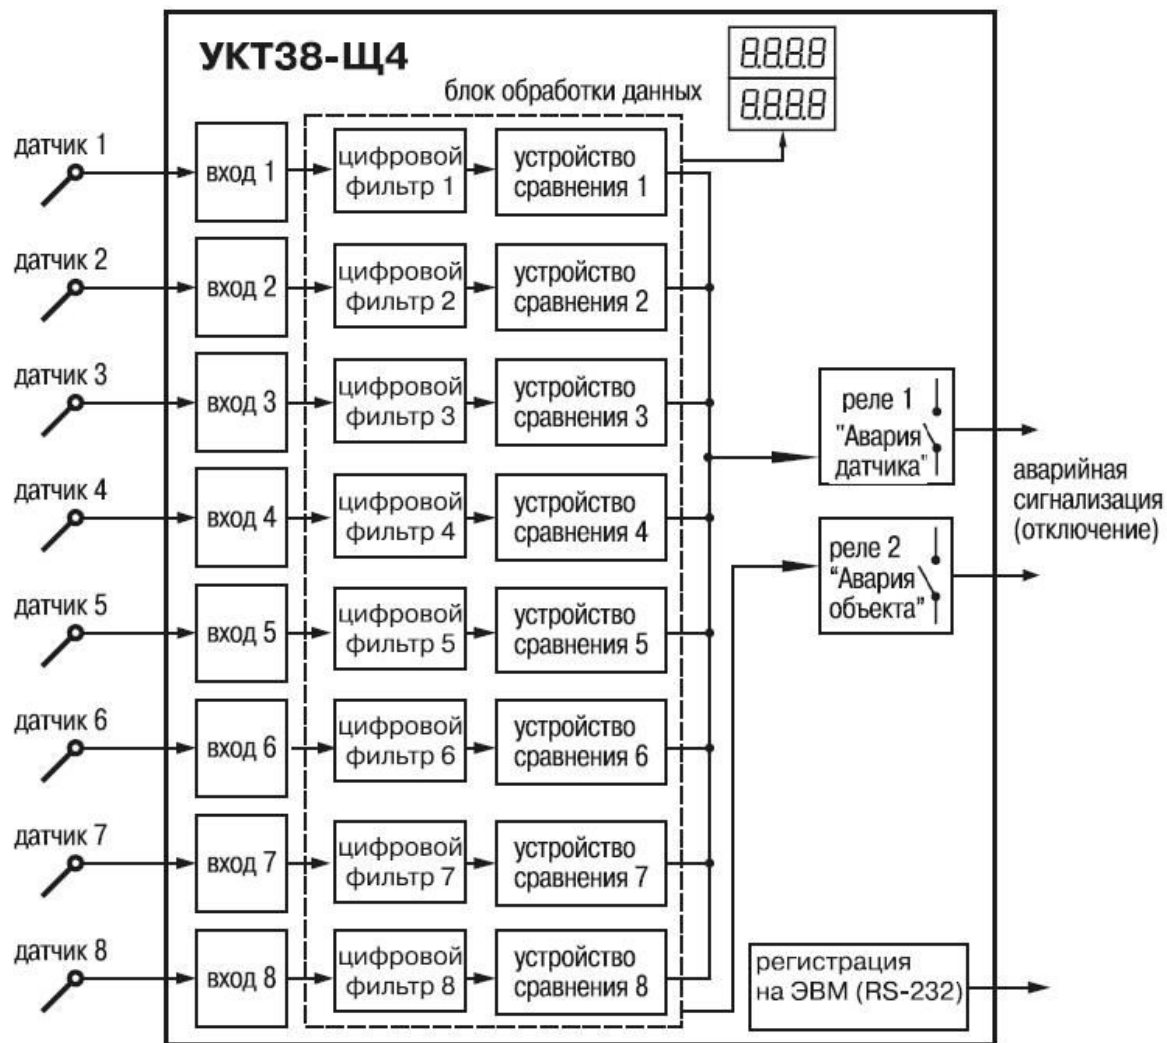 УКТ38-Щ4
8.8.8.8
8.8.8.8
блок обработки данных
датчик 1
вход 1
цифровой
фильтр 1
устройство
сравнения 1
датчик 2
вход 2
цифровой
фильтр 2
устройство
сравнения 2
датчик 3
вход 3
цифровой
фильтр 3
устройство
сравнения 3
реле 1
"Авария
датчика"
датчик 4
вход 4
цифровой
фильтр 4
устройство
сравнения 4
аварийная
сигнализация
(отключение)
реле 2
“Авария
объекта”
датчик 5
вход 5
цифровой
фильтр 5
устройство
сравнения 5
датчик 6
вход 6
цифровой
фильтр 6
устройство
сравнения 6
датчик 7
вход 7
цифровой
фильтр 7
устройство
сравнения 7
датчик 8
вход 8
цифровой
фильтр 8
устройство
сравнения 8
регистрация
на ЭВМ (RS-232)